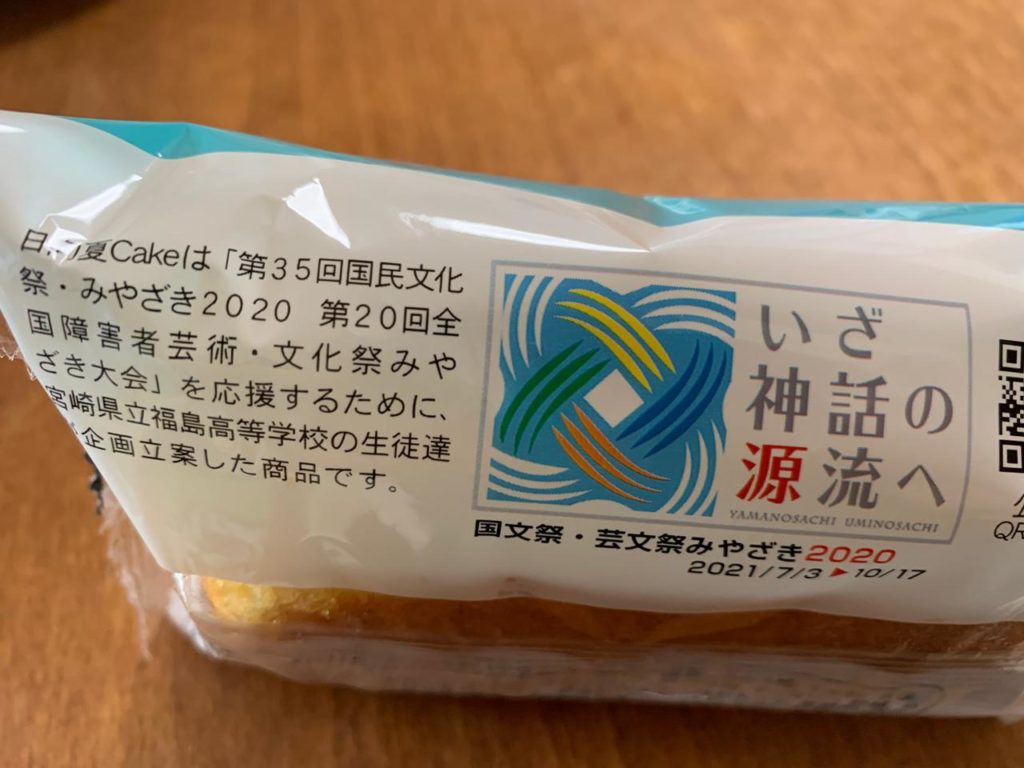 日向夏Cakeは「第35回国民文化
祭・みやざき2020 第20回全
国障害者芸術・文化祭みや
ざき大会」を応援するために、
宮崎県立福島高等学校の生徒達
が企画立案した商品です。
いざ
神話の
源流へ
YAMANOSACHI UMINOSACHI
国文祭・芸文祭みやざき2020
2021/7/3▶10/17
QR